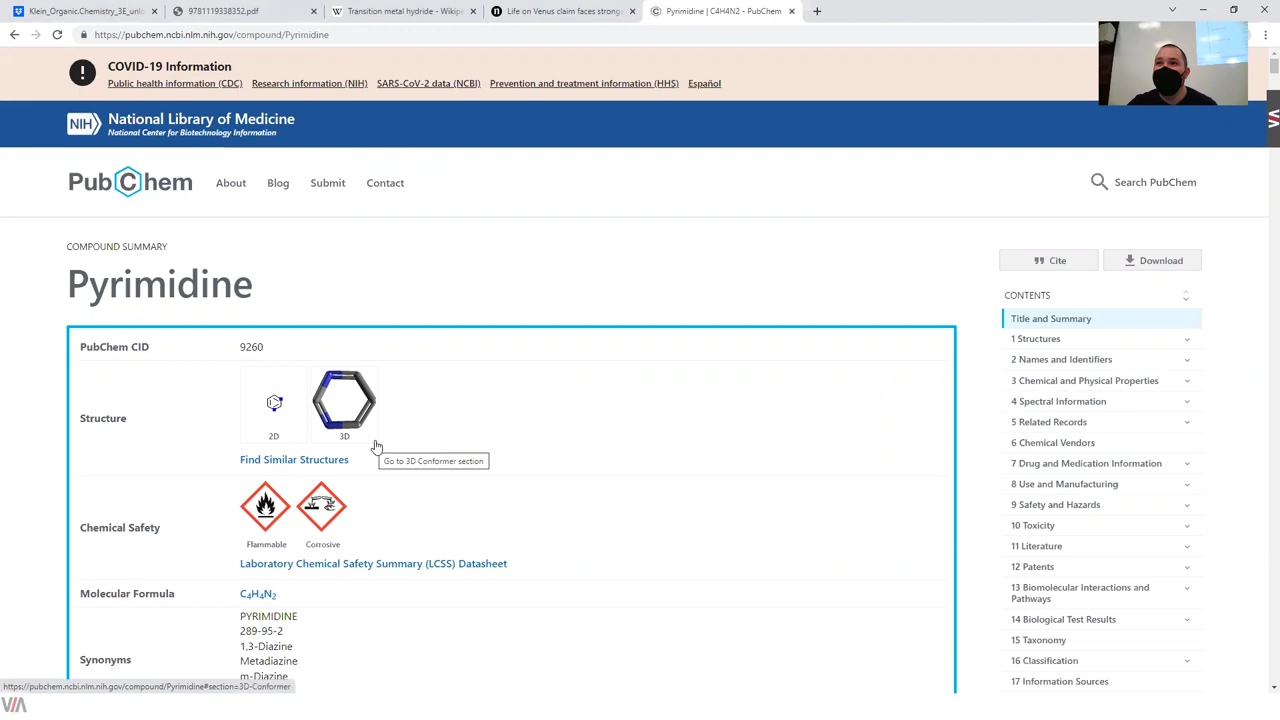 Klein_Organic.Chemistry_3E_unlo
9781119338352.pdf
Transition metal hydride - Wikipe
Life on Venus claim faces strong
Pyrimidine | C4H4N2 - PubChem
https://pubchem.ncbi.nlm.nih.gov/compound/Pyrimidine
COVID-19 Information
Public health information (CDC)
Research information (NIH)
SARS-CoV-2 data (NCBI)
Prevention and treatment information (HHS)
Español
NIH
National Library of Medicine
National Center for Biotechnology Information
PubChem
About
Blog
Submit
Contact
Search PubChem
COMPOUND SUMMARY
Pyrimidine
Cite
Download
PubChem CID
9260
Structure
2D
3D
Find Similar Structures
Go to 3D Conformer section
Chemical Safety
Flammable
Corrosive
Laboratory Chemical Safety Summary (LCSS) Datasheet
Molecular Formula
C4H4N2
Synonyms
PYRIMIDINE
289-95-2
1,3-Diazine
Metadiazine
m-Diazine
CONTENTS
Title and Summary
1 Structures
2 Names and Identifiers
3 Chemical and Physical Properties
4 Spectral Information
5 Related Records
6 Chemical Vendors
7 Drug and Medication Information
8 Use and Manufacturing
9 Safety and Hazards
10 Toxicity
11 Literature
12 Patents
13 Biomolecular Interactions and
Pathways
14 Biological Test Results
15 Taxonomy
16 Classification
17 Information Sources
https://pubchem.ncbi.nlm.nih.gov/compound/Pyrimidine#section=3D-Conformer
VIA